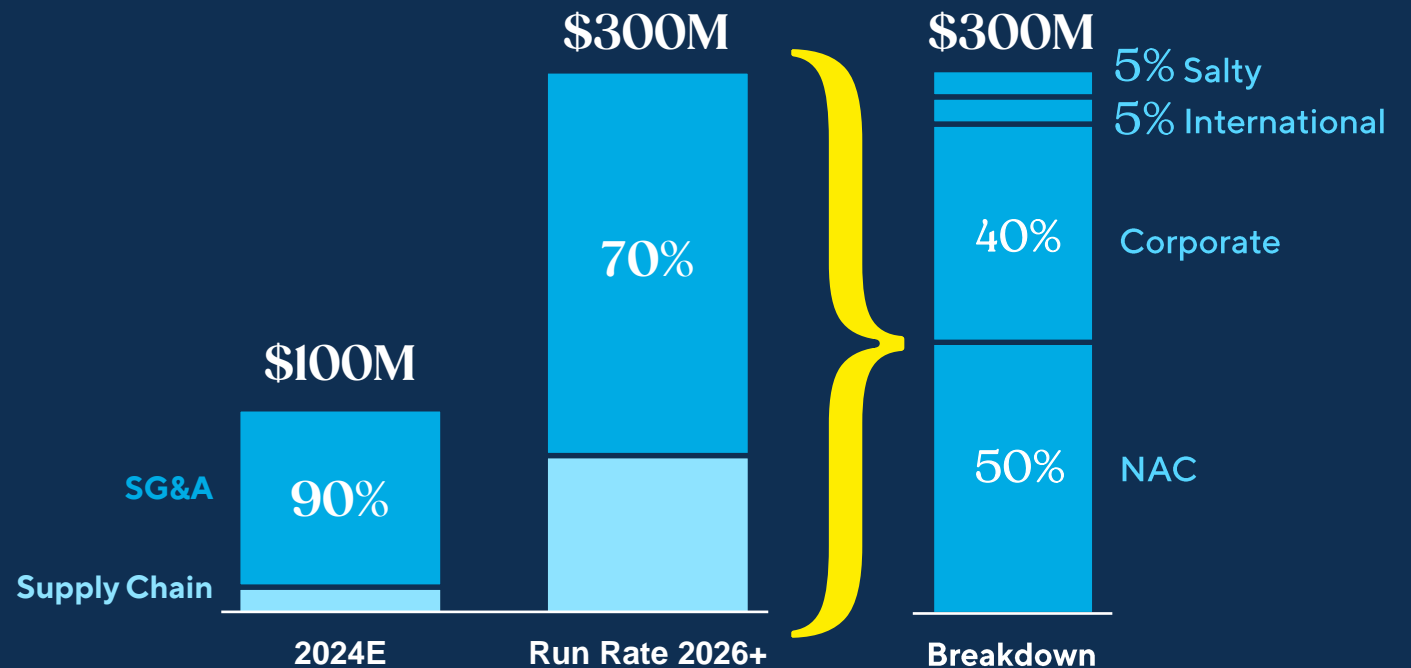 $300M
$300M
5% Salty
5% International
70%
40%
Corporate
$100M
SG&A
90%
50%
NAC
Supply Chain
2024E
Run Rate 2026+
Breakdown